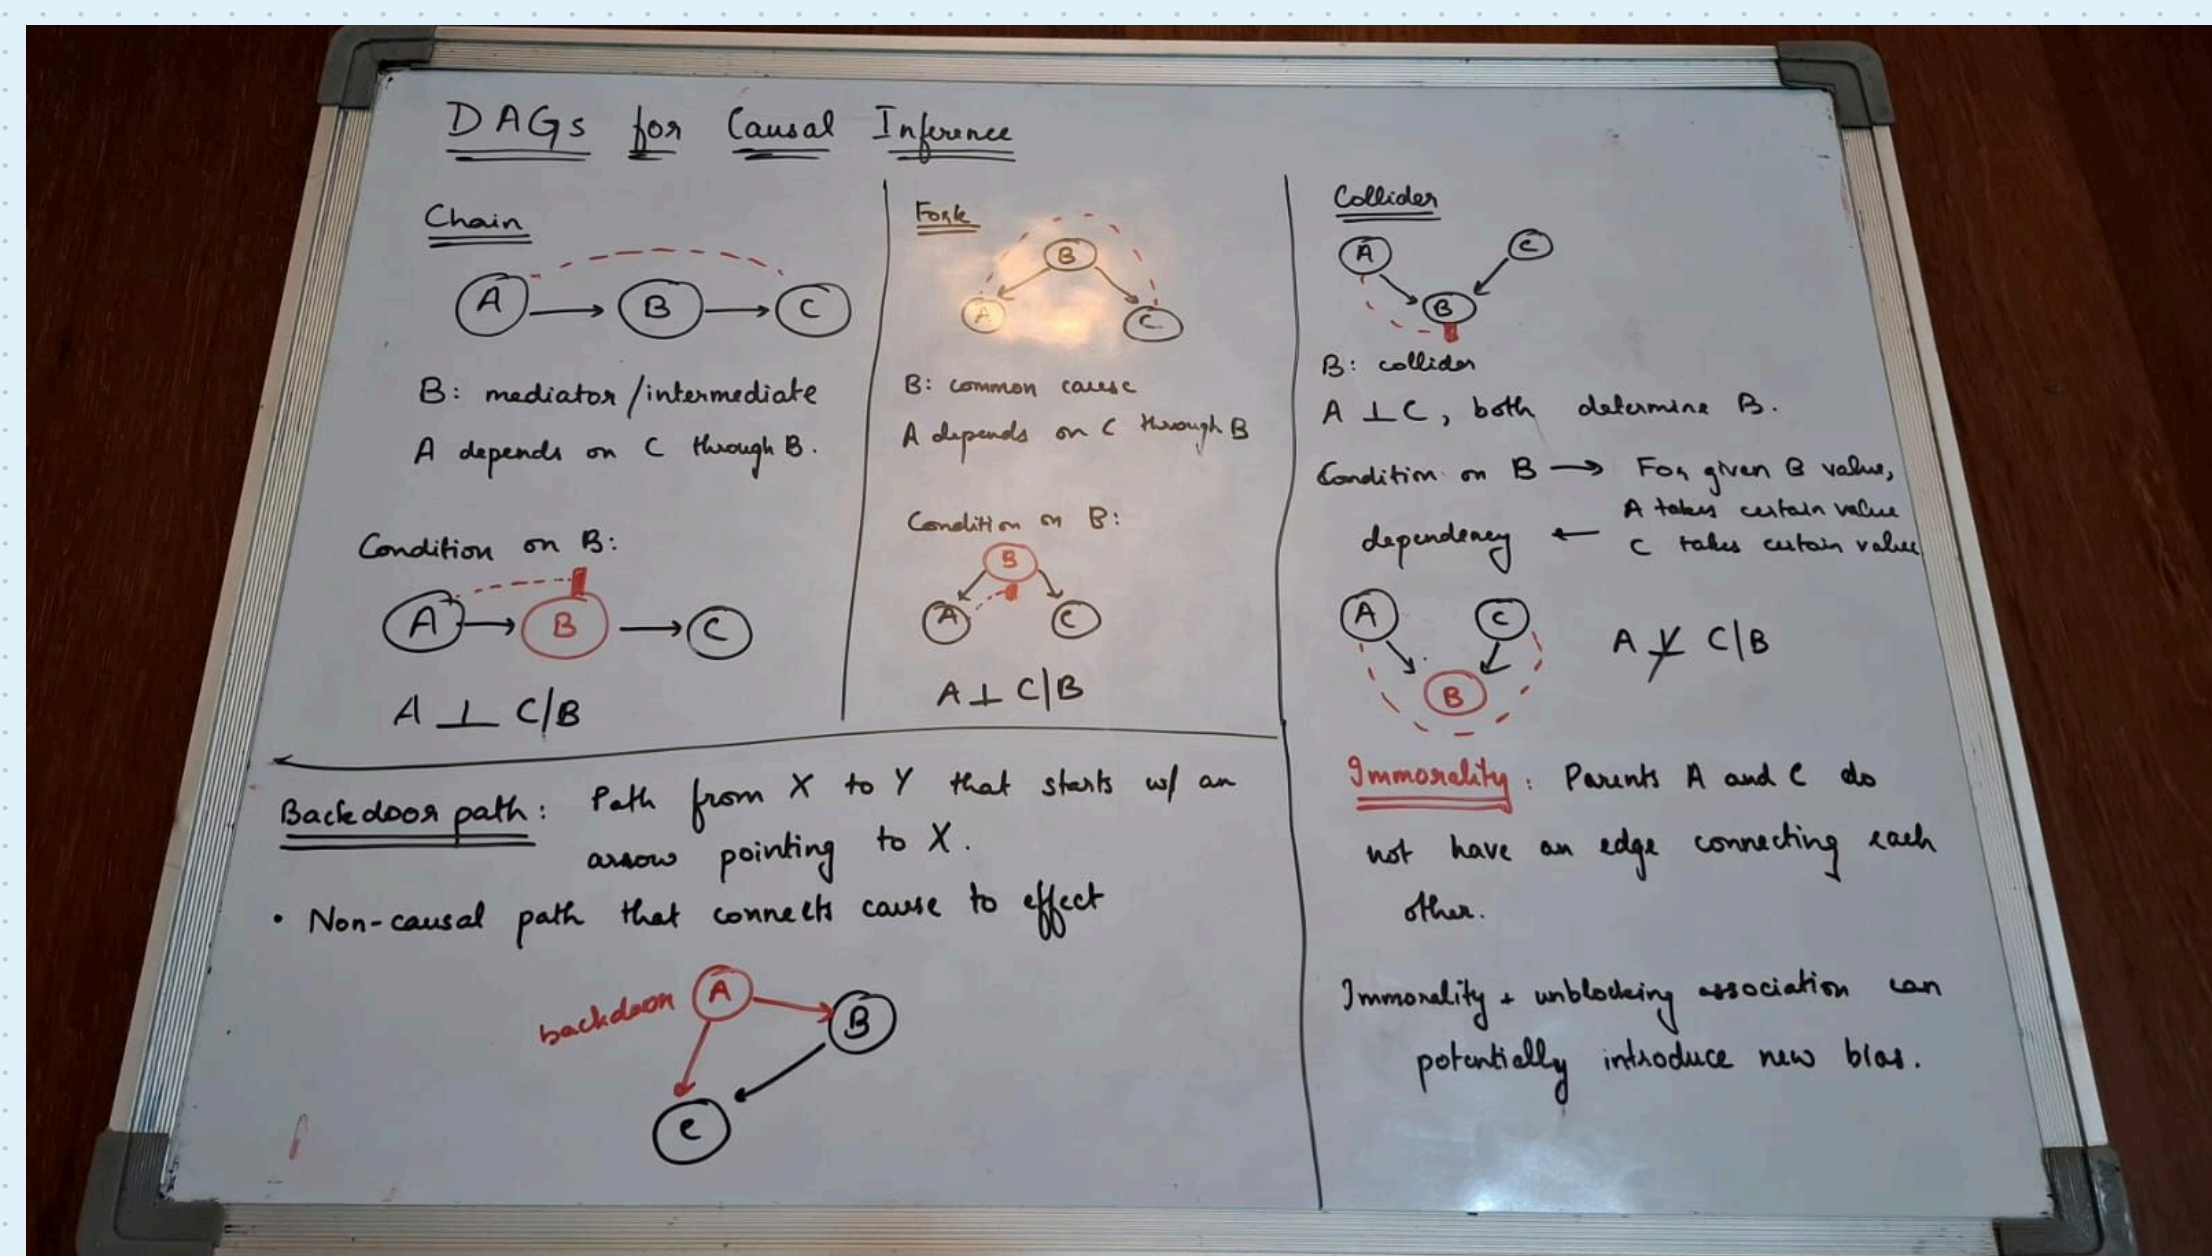 DAGs for Causal Inference
Chain
A B C
B: mediator/intermediate
A depends on C through B.
Condition on B:
A B C
A ⊥ C/B
Fork
B
A C
B: common cause
A depends on C through B
Condition on B:
B
A C
A ⊥ C|B
Collider
A C
B
B: collider
A ⊥ C, both determine B.
Condition on B → For given B value,
A takes certain value
dependency ← C takes certain value
A C
B
A ⊥̸ C|B
Immorality: Parents A and C do
not have an edge connecting each
other.
Immorality + unblocking association can
potentially introduce new bias.
Backdoor path: Path from X to Y that starts w/ an
arrow pointing to X.
• Non-causal path that connects cause to effect
backdoor A
B
C